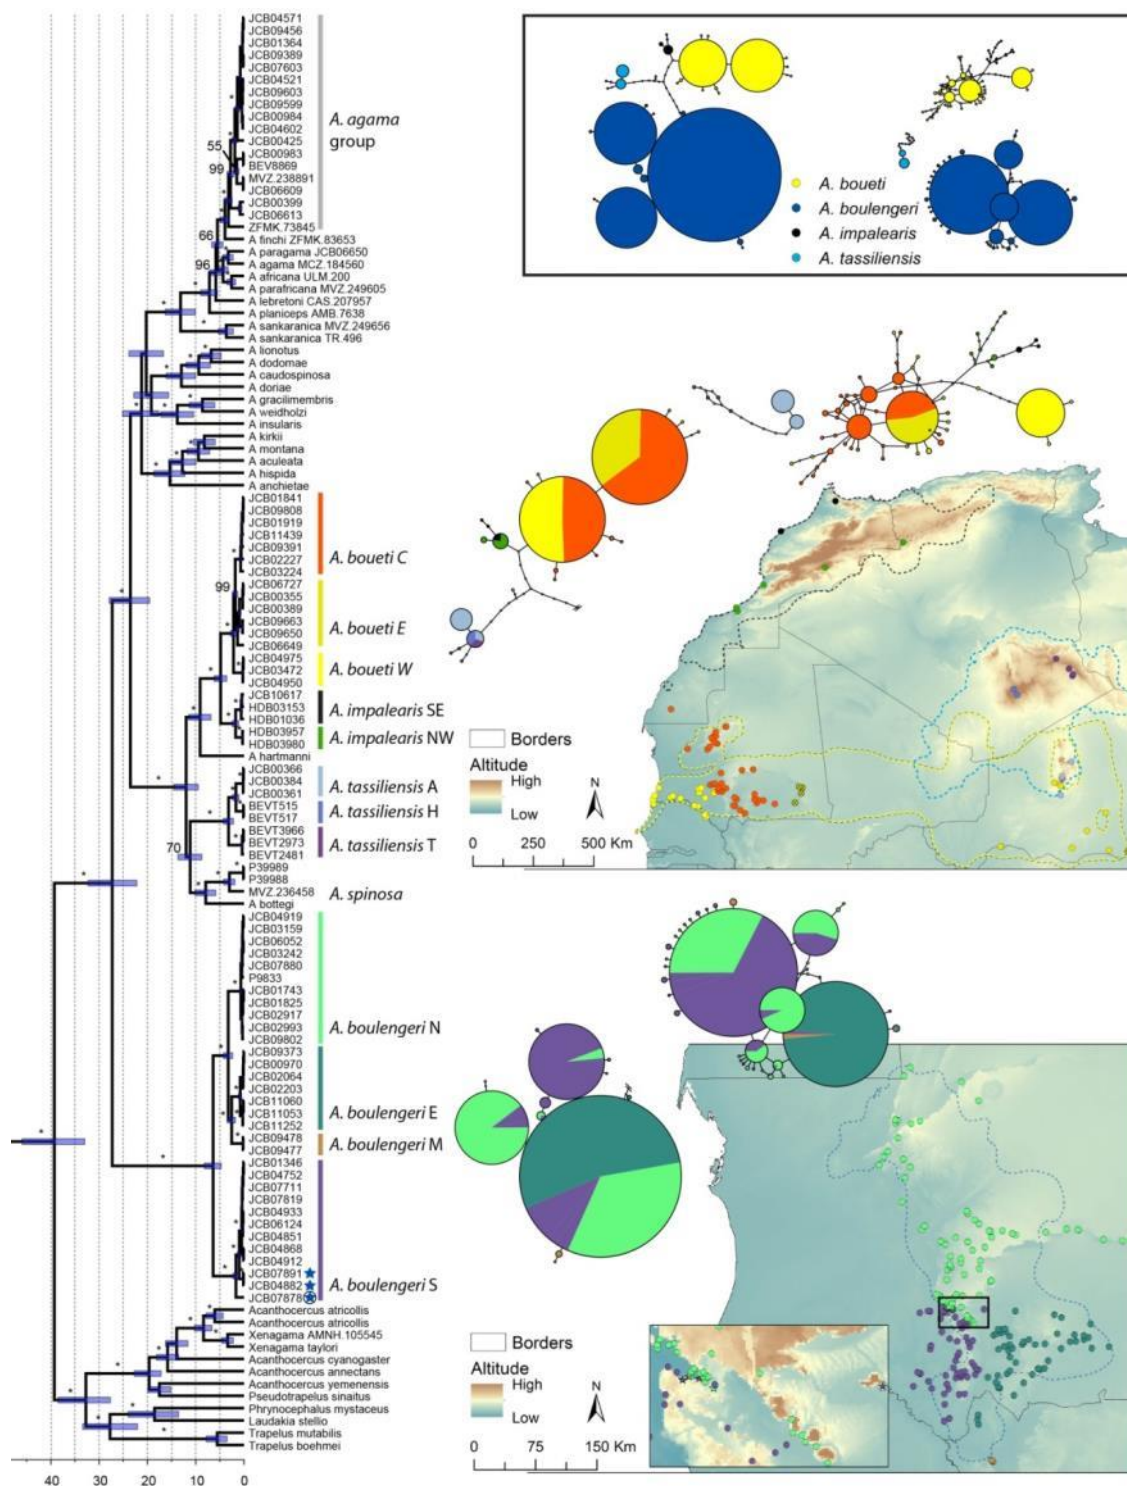 JCB04571
JCB09456
JCB01364
JCB09389
JCB07603
JCB04521
JCB09603
JCB09599
JCB00984
JCB04602
JCB00425
JCB00983
BEV8869
MVZ.238891
JCB06609
JCB00399
JCB06613
ZFMK.73845
A. agama
group
55
99
66
96
A finchi ZFMK.83653
A paragama JCB06650
A agama MCZ.184560
A africana ULM.200
A parafricana MVZ.249605
A lebretoni CAS.207957
A planiceps AMB.7638
A sankaranica MVZ.249656
A sankaranica TR.496
A lionotus
A dodomae
A caudospinosa
A doriae
A gracilimembris
A weidholzi
A insularis
A kirkii
A montana
A aculeata
A hispida
A anchietae
JCB01841
JCB09808
JCB01919
JCB11439
JCB09391
JCB02227
JCB03224
A. boueti C
99
JCB06727
JCB00355
JCB00389
JCB09663
JCB09650
JCB06649
A. boueti E
JCB04975
JCB03472
JCB04950
A. boueti W
JCB10617
HDB03153
HDB01036
A. impalearis SE
HDB03957
HDB03980
A. impalearis NW
A hartmanni
JCB00366
JCB00384
JCB00361
A. tassiliensis A
BEVT515
BEVT517
A. tassiliensis H
BEVT3966
BEVT2973
BEVT2481
A. tassiliensis T
70
P39989
P39988
MVZ.236458
A. spinosa
A bottegi
JCB04919
JCB03159
JCB06052
JCB03242
JCB07880
P9833
JCB01743
JCB01825
JCB02917
JCB02993
JCB09802
A. boulengeri N
JCB09373
JCB00970
JCB02064
JCB02203
JCB11060
JCB11053
JCB11252
A. boulengeri E
JCB09478
JCB09477
A. boulengeri M
JCB01346
JCB04752
JCB07711
JCB07819
JCB04933
JCB06124
JCB04851
JCB04868
JCB04912
JCB07891
JCB04882
JCB07878
A. boulengeri S
Acanthocercus atricollis
Acanthocercus atricollis
Xenagama AMNH.105545
Xenagama taylori
Acanthocercus cyanogaster
Acanthocercus annectans
Acanthocercus yemenensis
Pseudotrapelus sinaitus
Phrynocephalus mystaceus
Laudakia stellio
Trapelus mutabilis
Trapelus boehmei
40 30 20 10 0
A. boueti
A. boulengeri
A. impalearis
A. tassiliensis
Borders
Altitude
High
Low
N
0 250 500 Km
Borders
Altitude
High
Low
N
0 75 150 Km